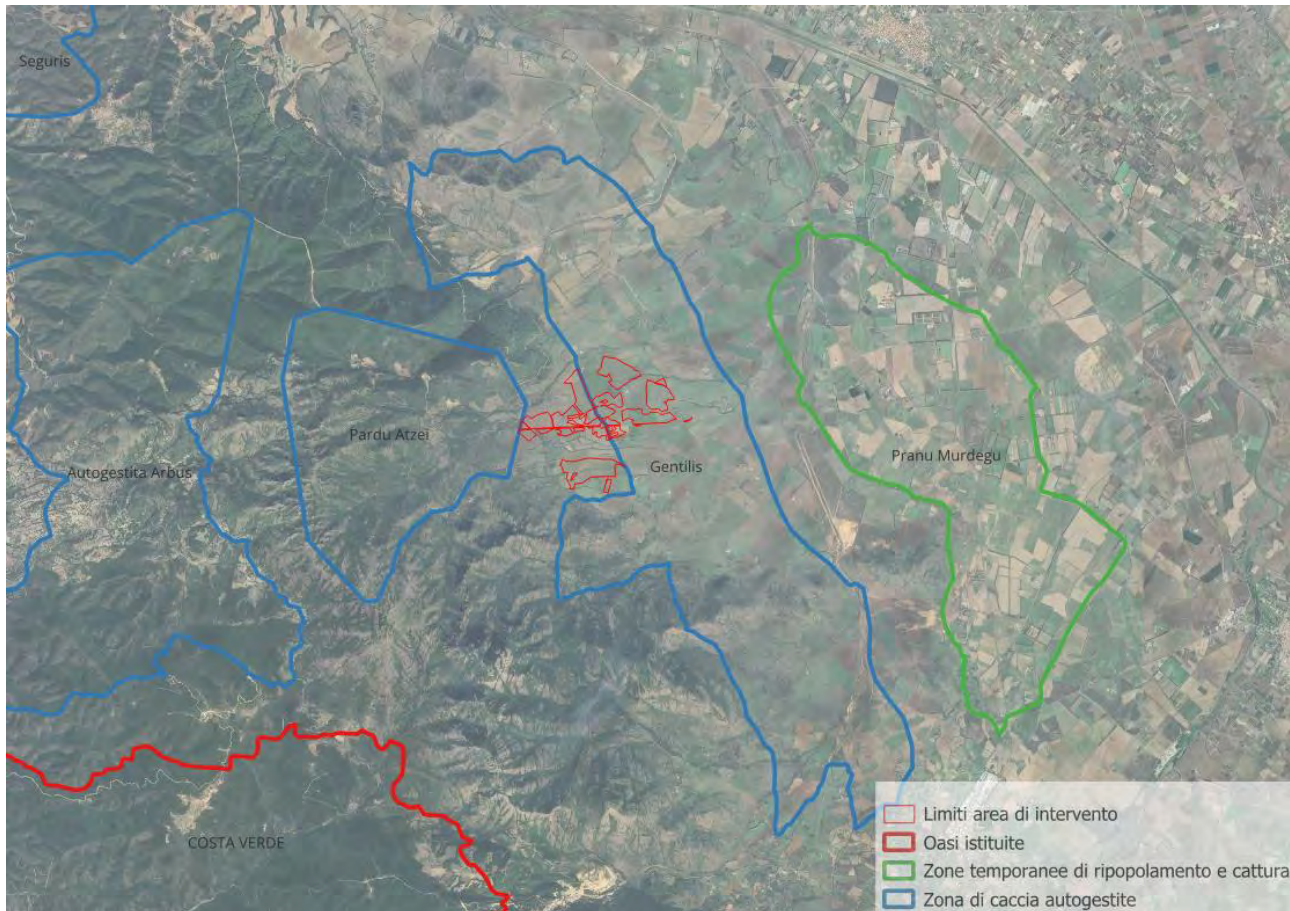 Seguris
Pardu Atzei
Autogestita Arbus
Gentilis
Pranu Murdegu
COSTA VERDE
Limiti area di intervento
Oasi istituite
Zone temporanee di ripopolamento e cattura
Zona di caccia autogestite